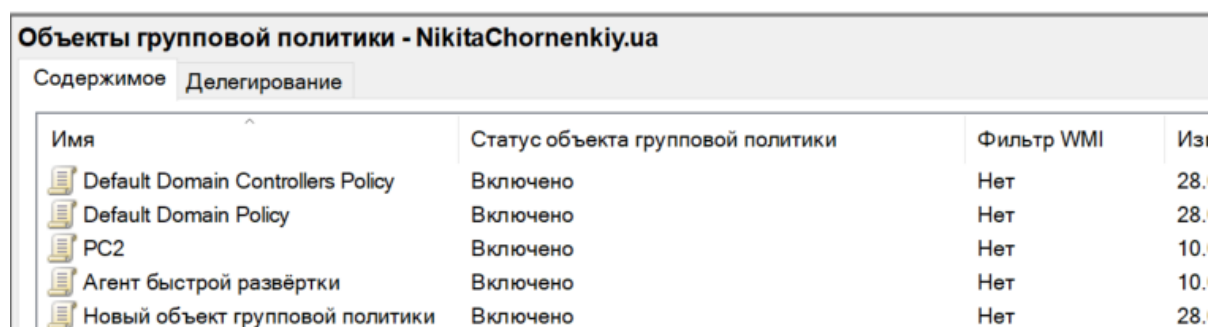 Объекты групповой политики - NikitaChornenkiy.ua
Содержимое Делегирование
Имя Статус объекта групповой политики Фильтр WMI
Default Domain Controllers Policy Включено Нет 28.
Default Domain Policy Включено Нет 28.
PC2 Включено Нет 10.
Агент быстрой развёртки Включено Нет 10.
Новый объект групповой политики Включено Нет 28.